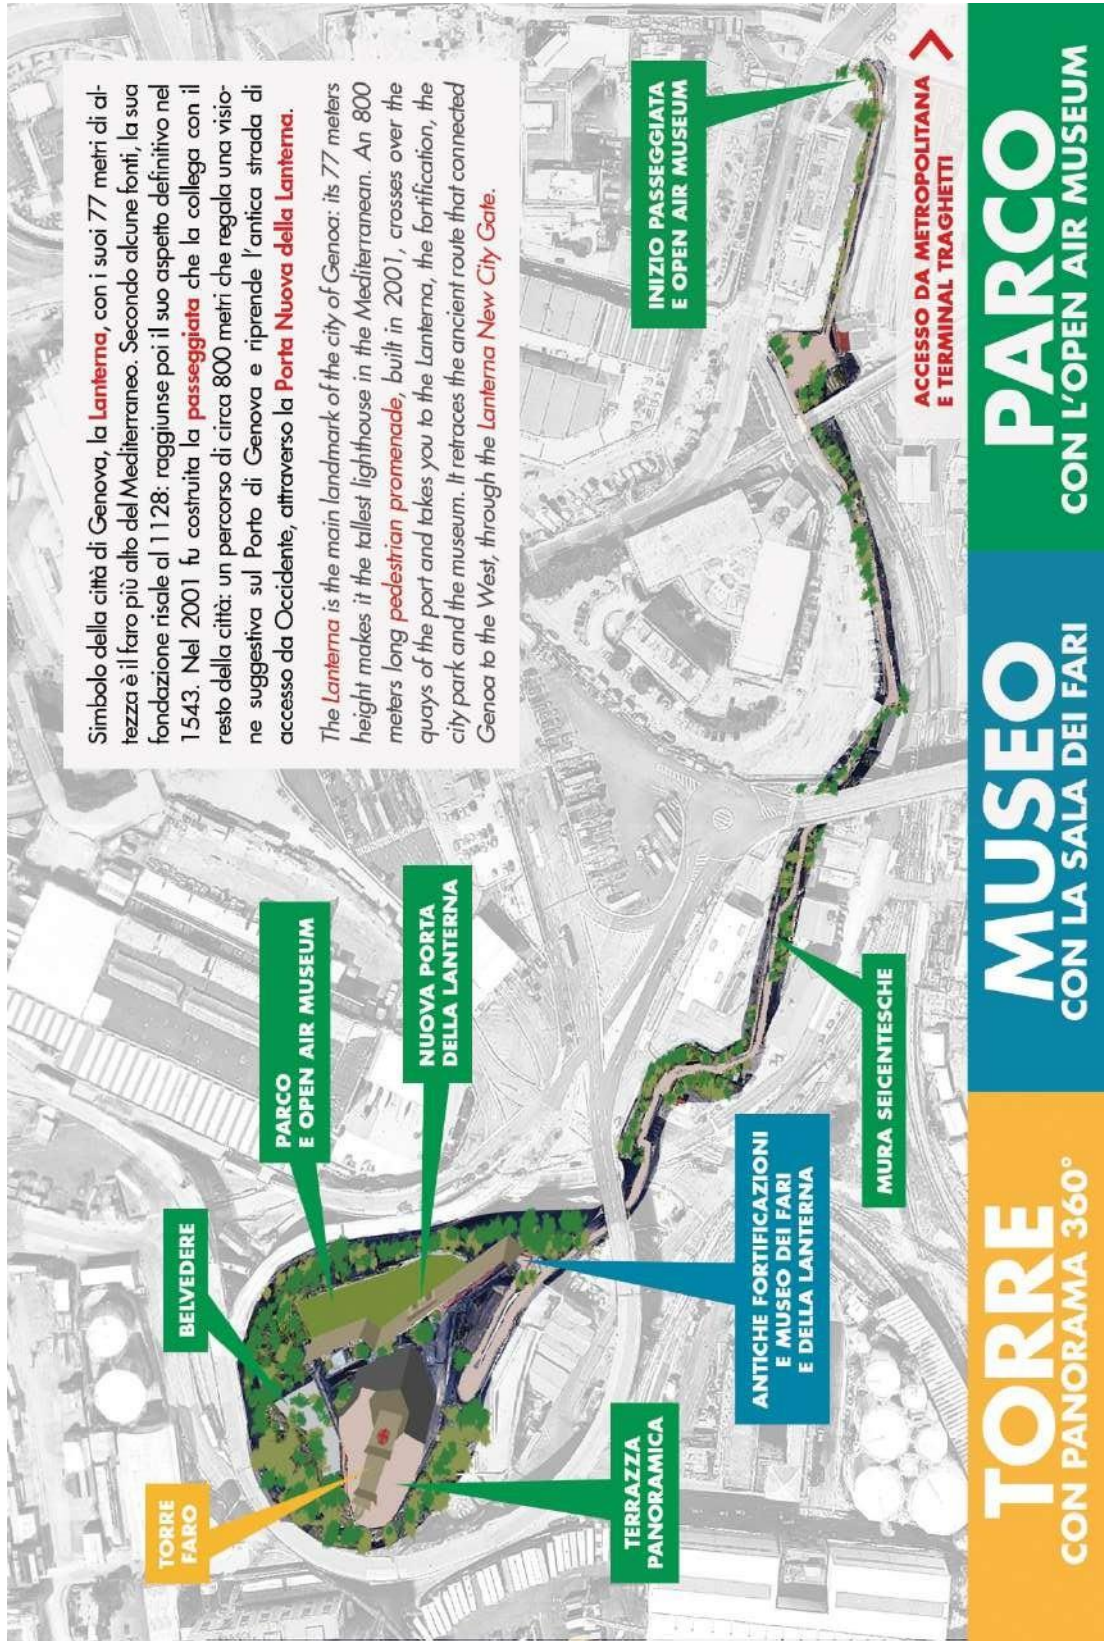 Simbolo della città di Genova, la Lanterna, con i suoi 77 metri di al-
tezza è il faro più alto del Mediterraneo. Secondo alcune fonti, la sua
fondazione risale al 1128: raggiunse poi il suo aspetto definitivo nel
1543. Nel 2001 fu costruita la passeggiata che la collega con il
resto della città: un percorso di circa 800 metri che regala una visio-
ne suggestiva sul Porto di Genova e riprende l'antica strada di
accesso da Occidente, attraverso la Porta Nuova della Lanterna.
The Lanterna is the main landmark of the city of Genoa: its 77 meters
height makes it the tallest lighthouse in the Mediterranean. An 800
meters long pedestrian promenade, built in 2001, crosses over the
quays of the port and takes you to the Lanterna, the fortification, the
city park and the museum. It retraces the ancient route that connected
Genoa to the West, through the Lanterna New City Gate.
TORRE
FARO
BELVEDERE
PARCO
E OPEN AIR MUSEUM
NUOVA PORTA
DELLA LANTERNA
INIZIO PASSEGGIATA
E OPEN AIR MUSEUM
TERRAZZA
PANORAMICA
ANTICHE FORTIFICAZIONI
E MUSEO DEI FARI
E DELLA LANTERNA
MURA SEICENTESCHE
ACCESSO DA METROPOLITANA
E TERMINAL TRAGHETTI
TORRE
CON PANORAMA 360°
MUSEO
CON LA SALA DEI FARI
PARCO
CON L'OPEN AIR MUSEUM